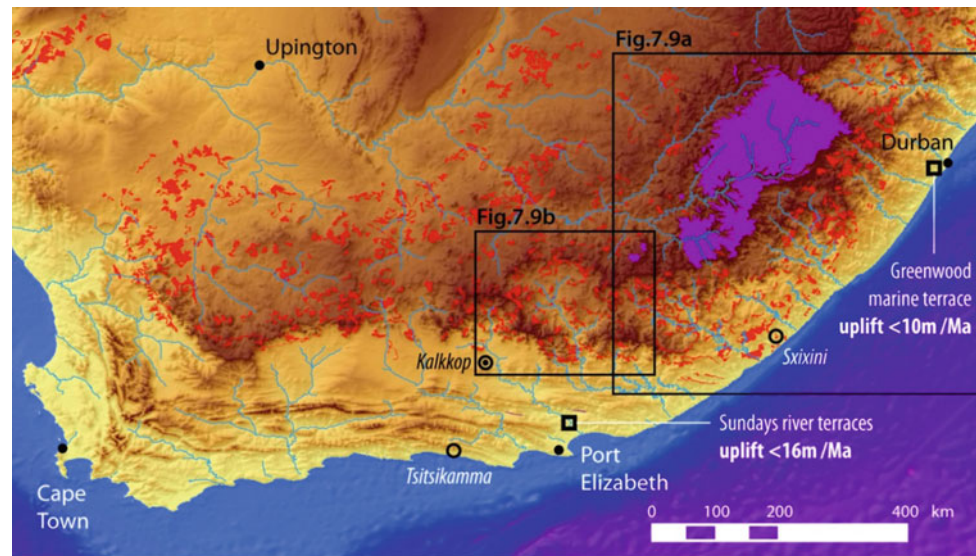 Fig.7.9a
Upington
Durban
Fig.7.9b
Greenwood
marine terrace
uplift <10m /Ma
Kalkkop
Sxixini
Sundays river terraces
uplift <16m /Ma
Tsitsikamma
Port
Elizabeth
Cape
Town
0 100 200 400 km